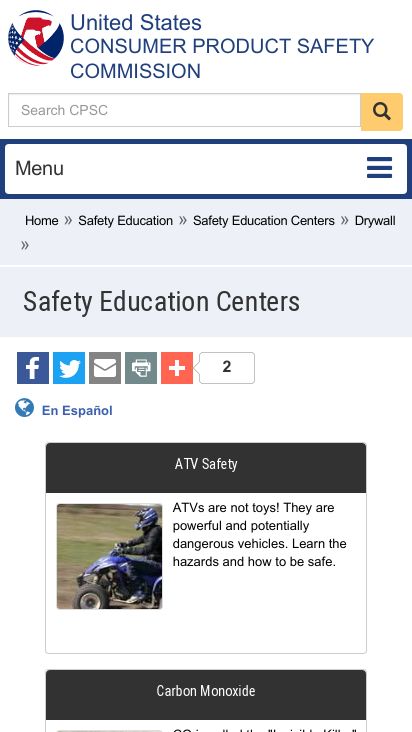 United States
CONSUMER PRODUCT SAFETY
COMMISSION
Search CPSC
Menu
Home » Safety Education » Safety Education Centers » Drywall
»
Safety Education Centers
2
En Español
ATV Safety
ATVs are not toys! They are
powerful and potentially
dangerous vehicles. Learn the
hazards and how to be safe.
Carbon Monoxide